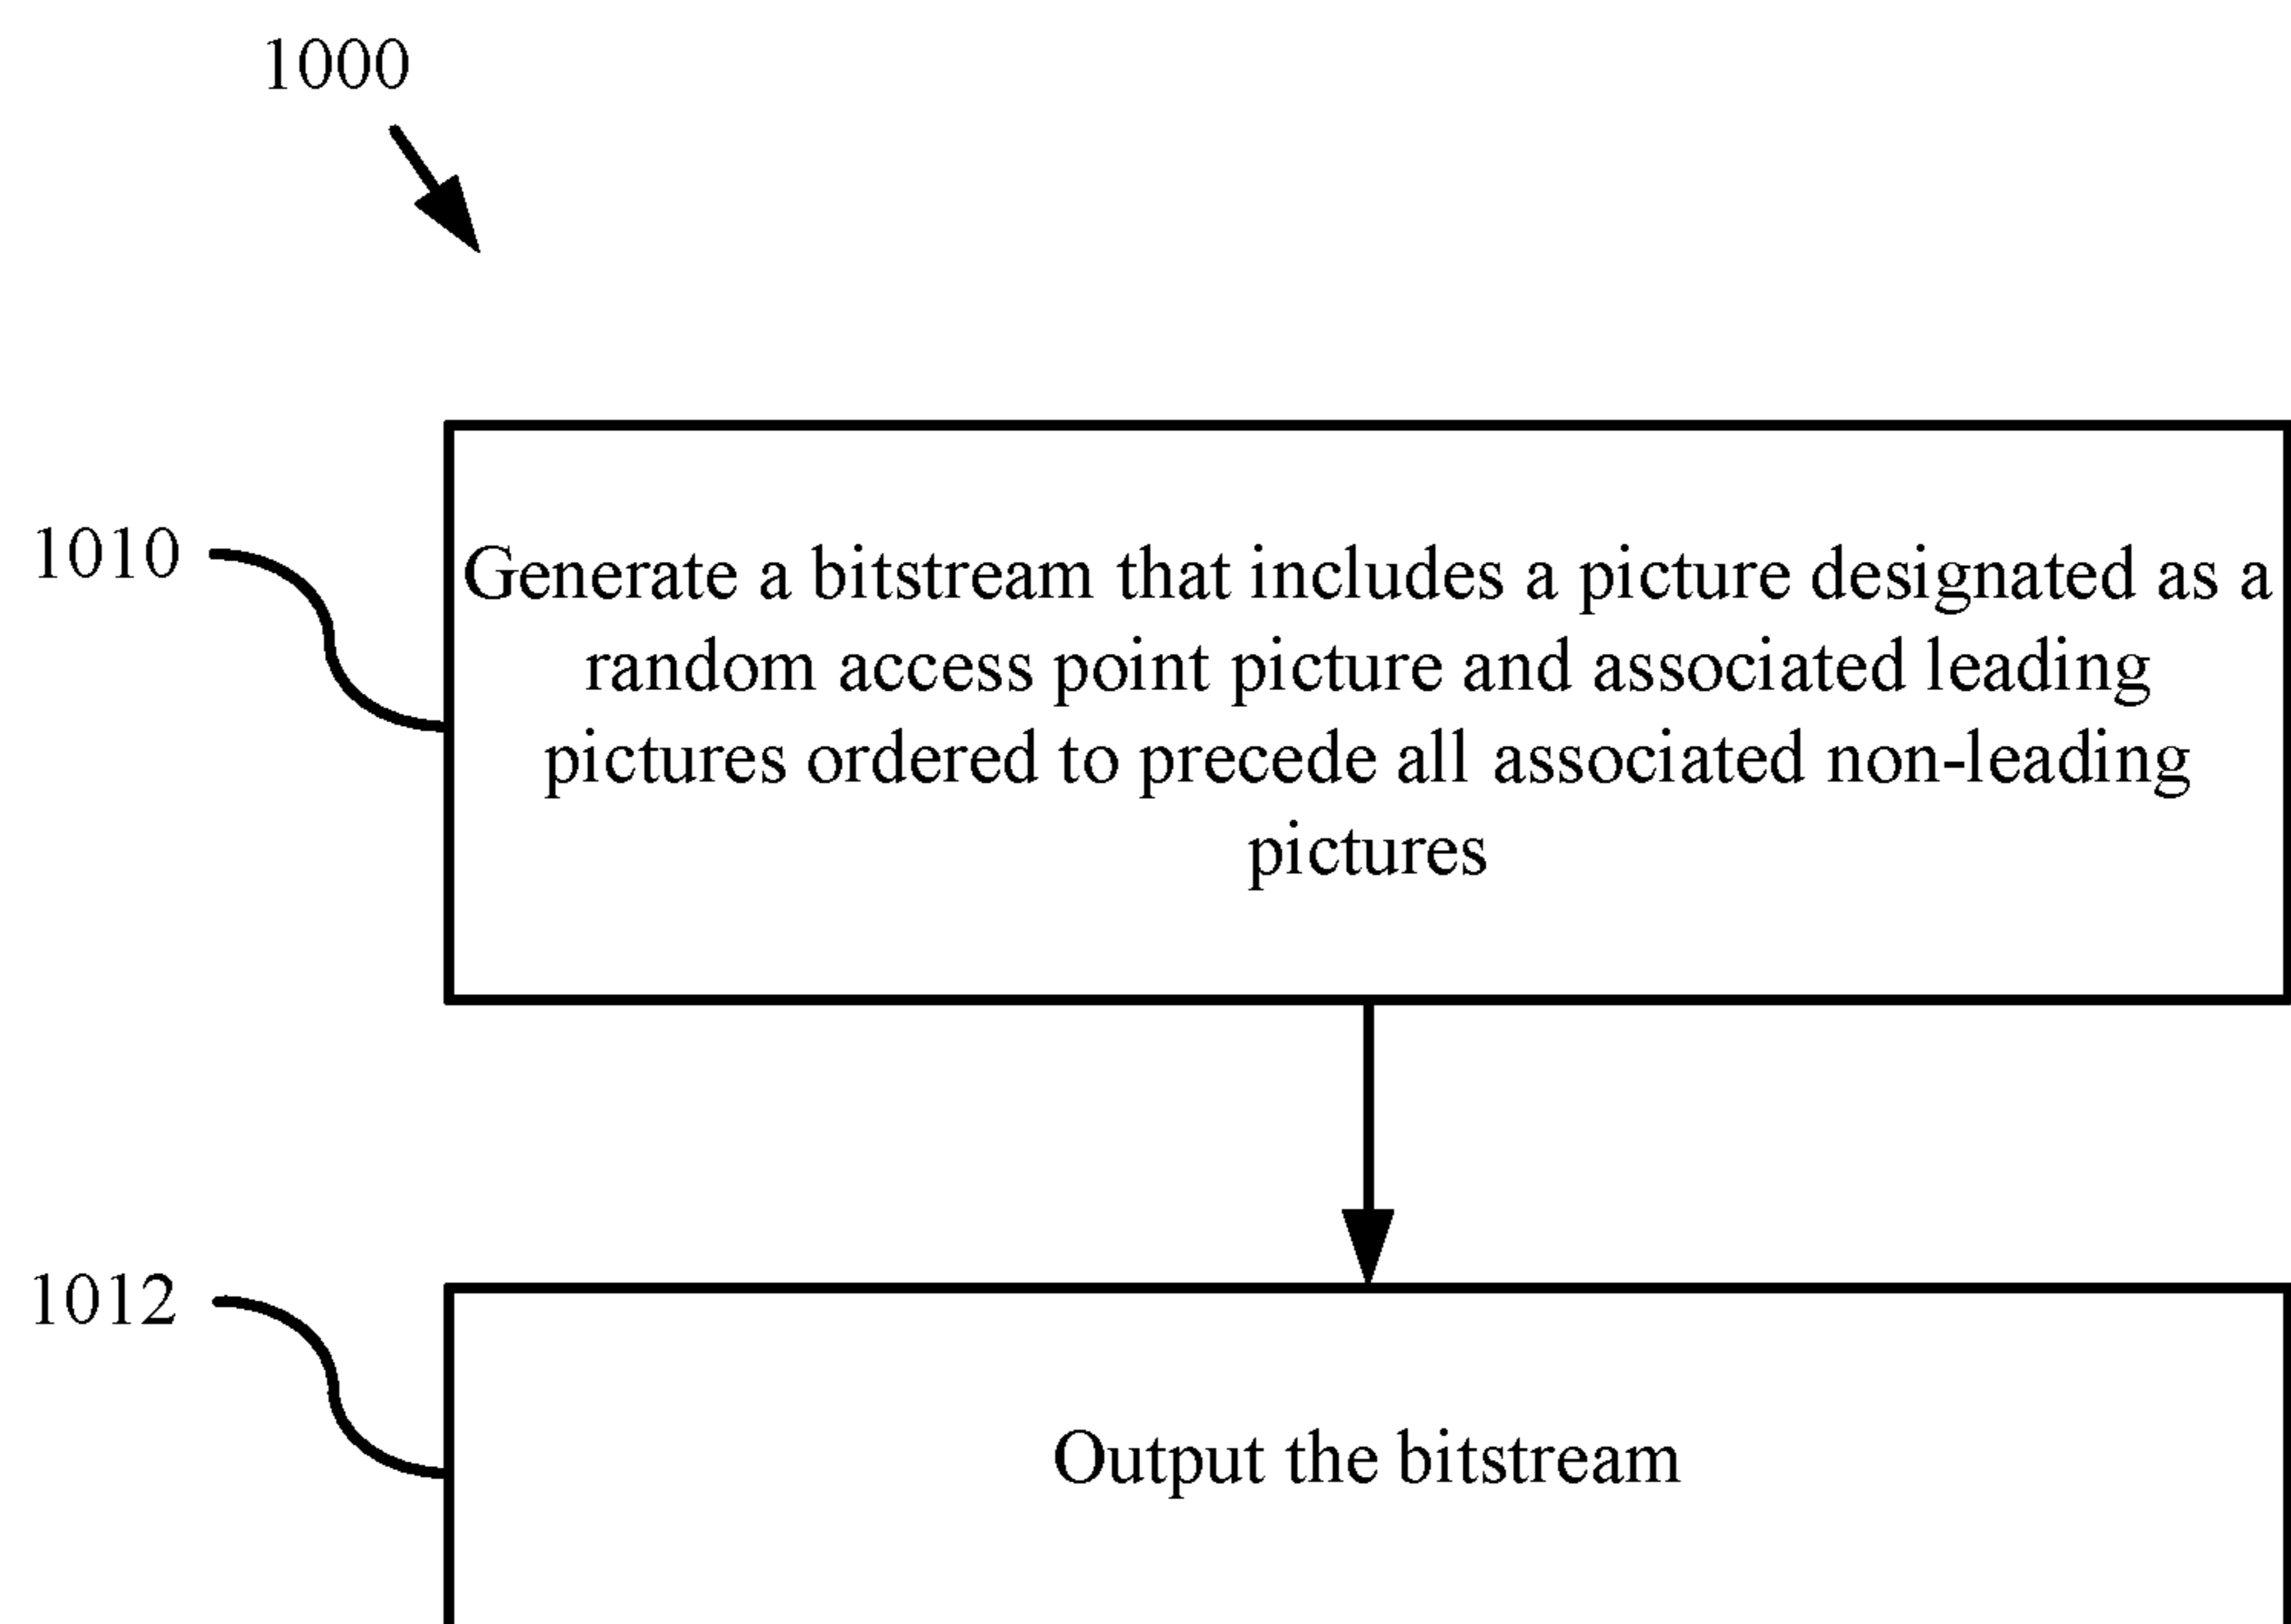 1000
1010
Generate a bitstream that includes a picture designated as a
random access point picture and associated leading
pictures ordered to precede all associated non-leading
pictures
1012
Output the bitstream